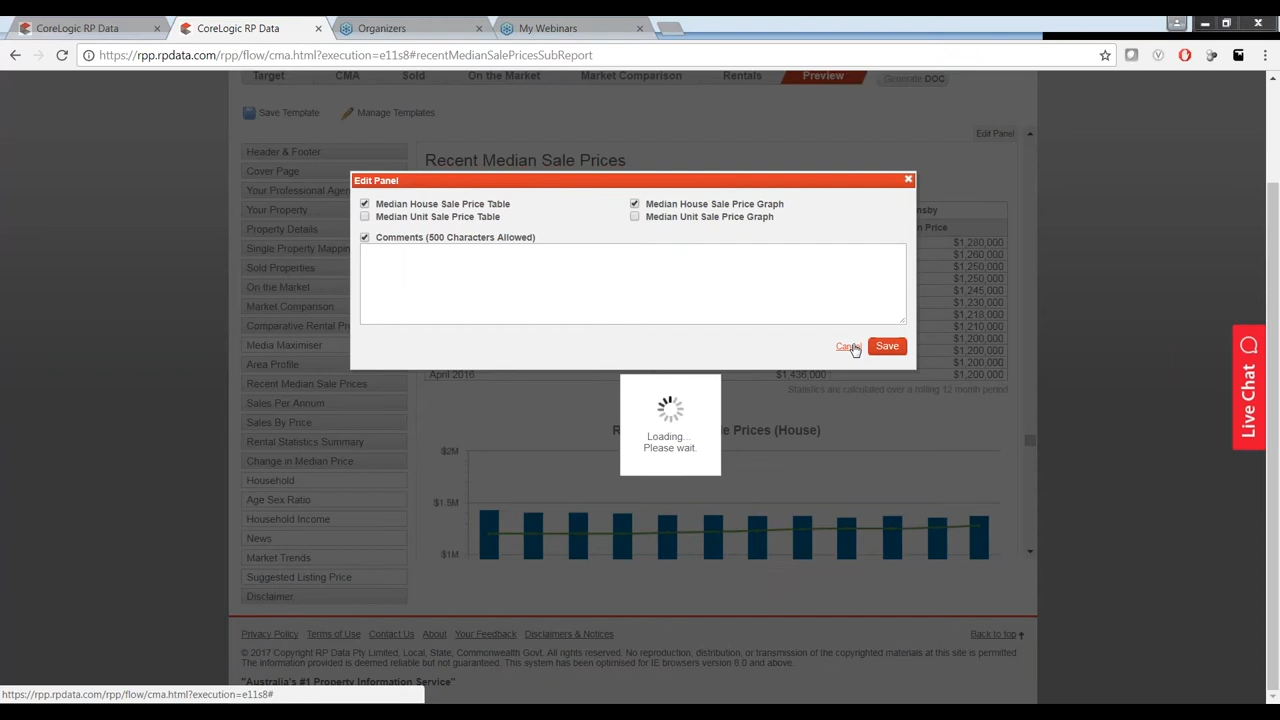 CoreLogic RP Data
CoreLogic RP Data
Organizers
My Webinars
https://rpp.rpdata.com/rpp/flow/cma.html?execution=e11s8#recentMedianSalePricesSubReport
Target CMA Sold On the Market Market Comparison Rentals Preview Generate DOC
Save Template Manage Templates
Edit Panel
Header & Footer
Cover Page
Your Professional Agen
Your Property
Property Details
Single Property Mappin
Sold Properties
On the Market
Market Comparison
Comparative Rental Pr
Media Maximiser
Area Profile
Recent Median Sale Prices
Sales Per Annum
Sales By Price
Rental Statistics Summary
Change in Median Price
Household
Age Sex Ratio
Household Income
News
Market Trends
Suggested Listing Price
Disclaimer
Recent Median Sale Prices
Edit Panel
Median House Sale Price Table
Median House Sale Price Graph
Median Unit Sale Price Table
Median Unit Sale Price Graph
Comments (500 Characters Allowed)
Save
nsby
n Price
$1,280,000
$1,260,000
$1,250,000
$1,250,000
$1,245,000
$1,230,000
$1,218,000
$1,210,000
$1,200,000
$1,200,000
$1,200,000
April 2016 $1,436,000 $1,200,000
Statistics are calculated over a rolling 12 month period
Loading...
Please wait.
R
e Prices (House)
$2M
$1.5M
$1M
Live Chat
Privacy Policy Terms of Use Contact Us About Your Feedback Disclaimers & Notices Back to top
© 2017 Copyright RP Data Pty Limited, Local, State, Commonwealth Govt. All rights reserved. No reproduction, distribution, or transmission of the copyrighted materials at this site is permitted
The information provided is deemed reliable but not guaranteed. This system has been optimised for IE browsers version 6.0 and above.
"Australia's #1 Property Information Service"
https://rpp.rpdata.com/rpp/flow/cma.html?execution=e11s8#